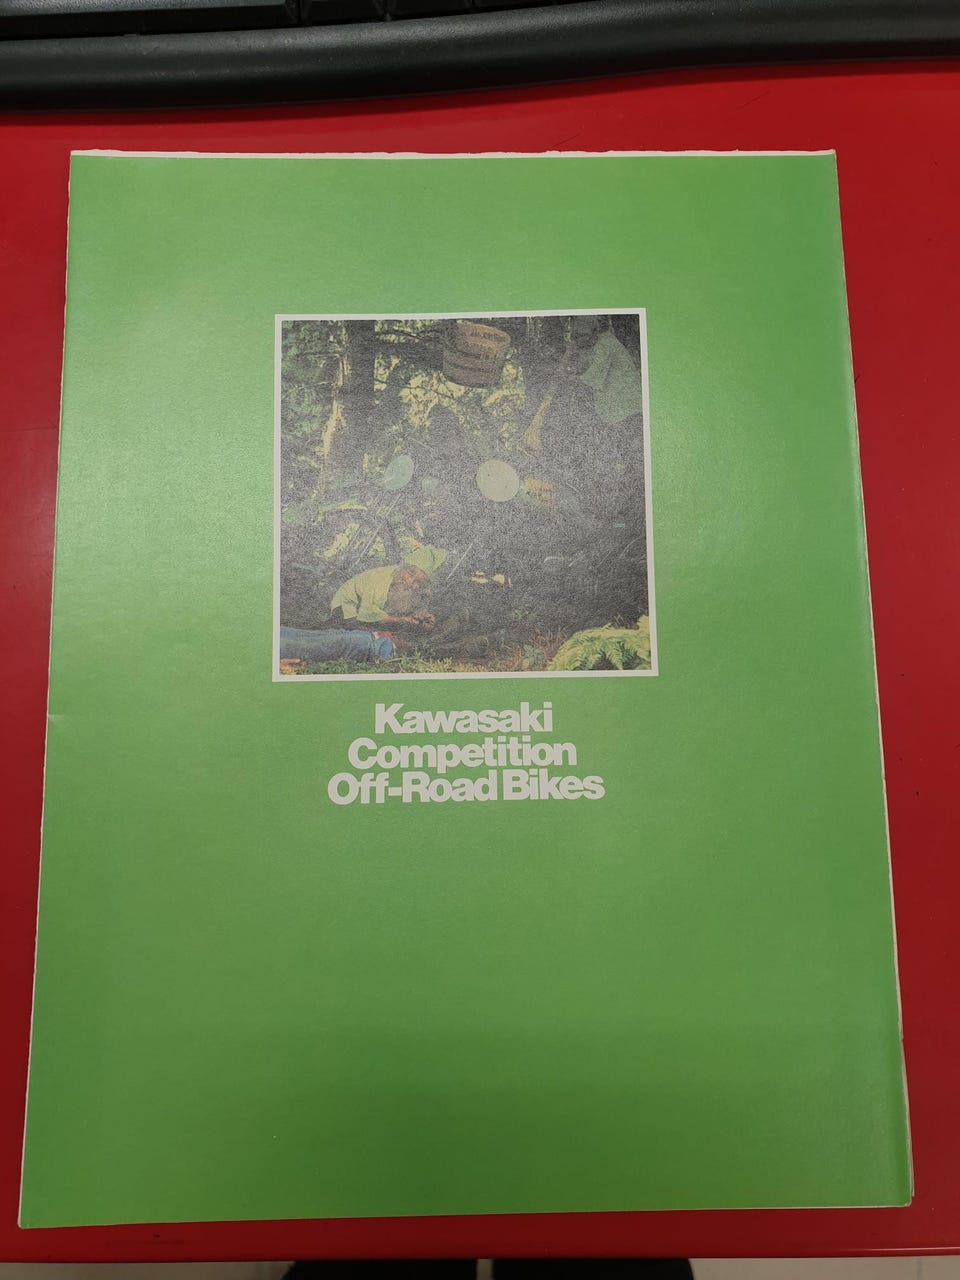 Kawasaki
Competition
Off-Road Bikes